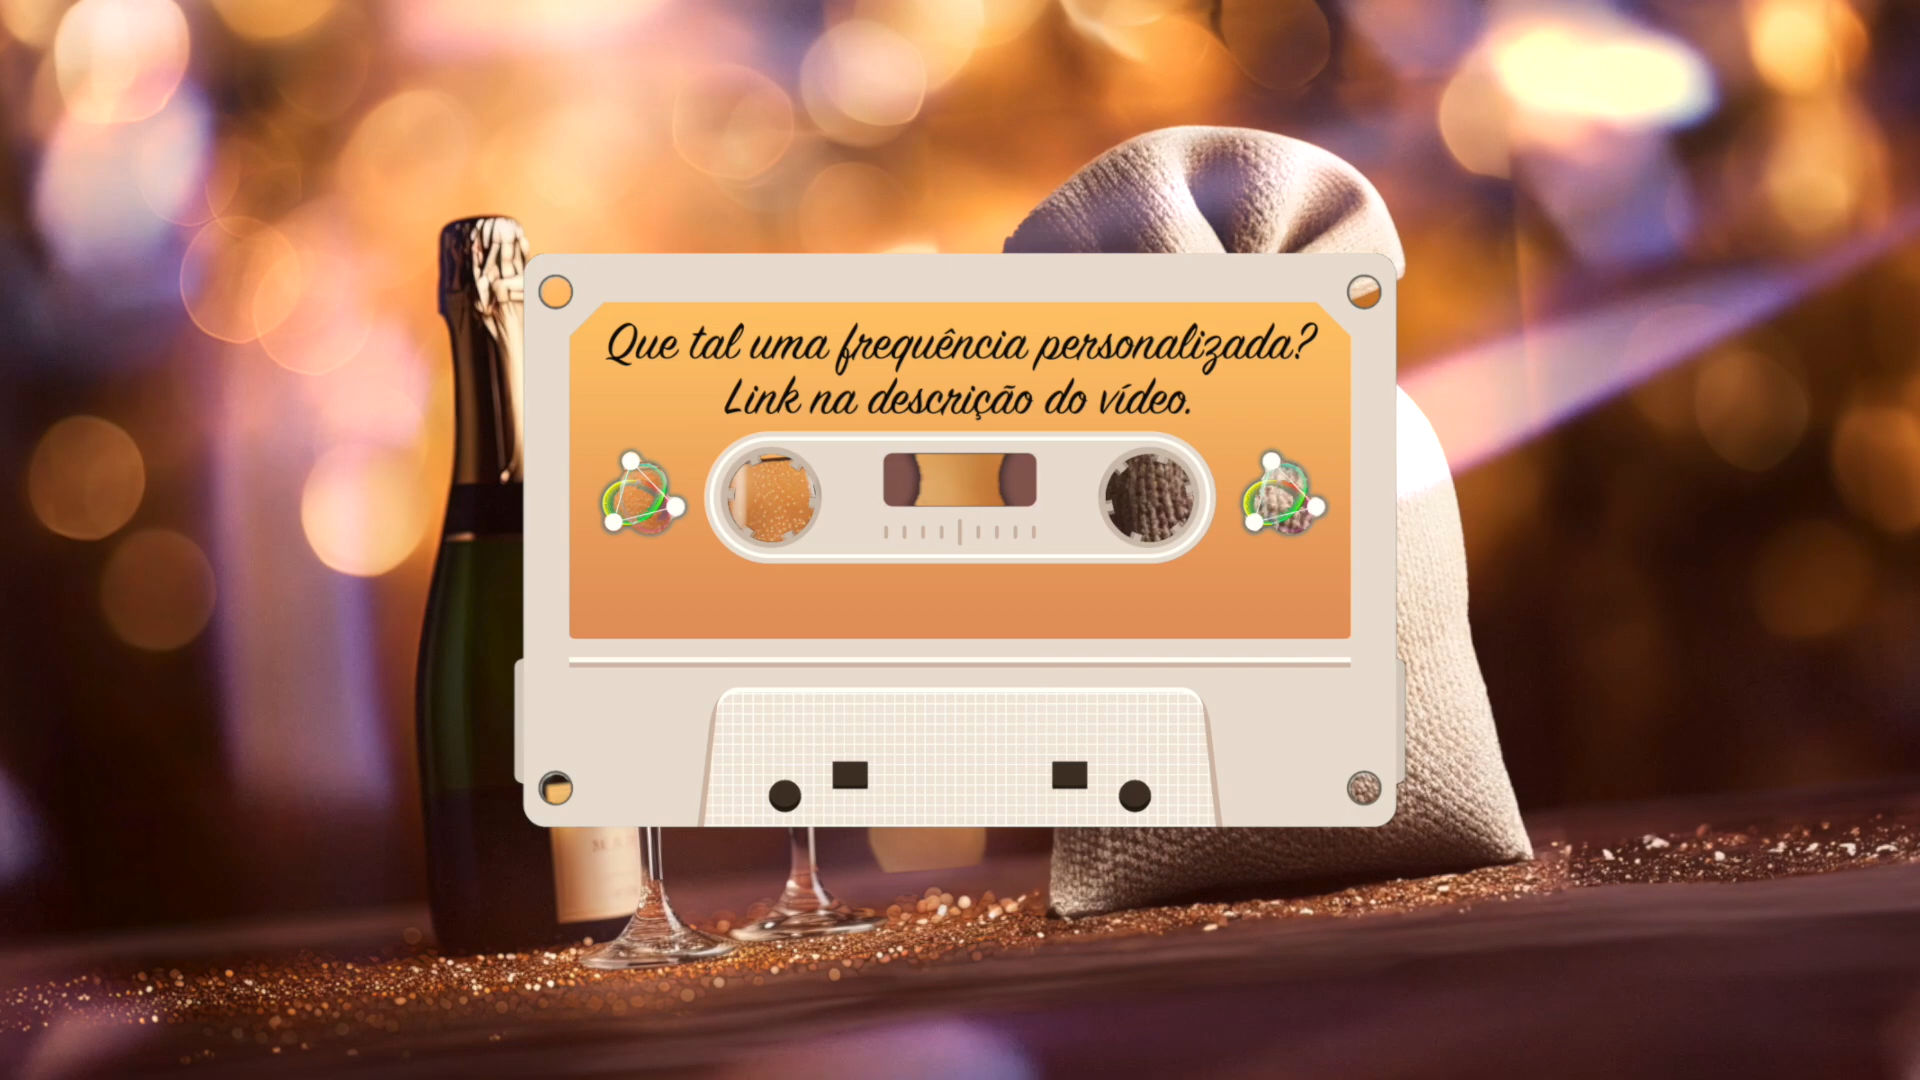 Que tal uma frequência personalizada?
Link na descrição do vídeo.